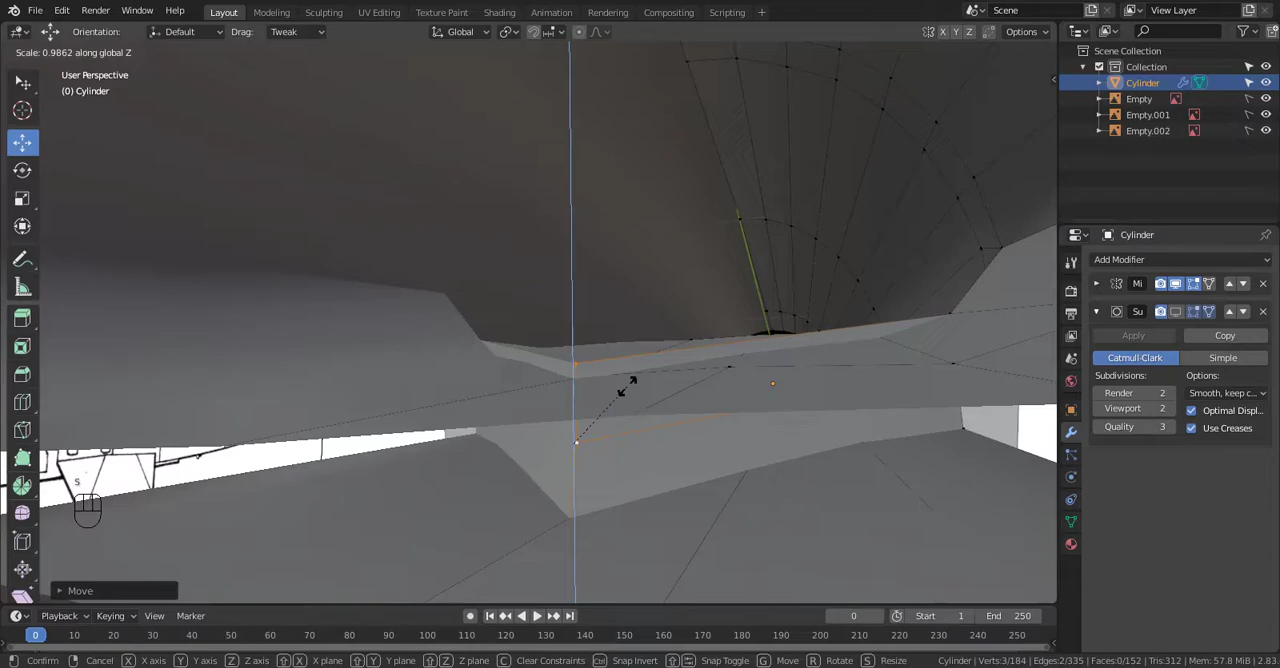 File Edit Render Window Help Layout Modeling Sculpting UV Editing Texture Paint Shading Animation Rendering Compositing Scripting + Scene View Layer
Orientation: Default Drag: Tweak Global X Y Z Options
Scale: 0.9862 along global Z
User Perspective
(0) Cylinder
S
Move
Scene Collection
Collection
Cylinder
Empty
Empty.001
Empty.002
Cylinder
Add Modifier
Mi
Su
Apply Copy
Catmull-Clark Simple
Subdivisions: Options:
Render 2 Smooth, keep c...
Viewport 2 Optimal Displ...
Quality 3 Use Creases
Playback Keying View Marker 0 Start 1 End 250
0 10 20 30 40 50 60 70 80 90 100 110 120 130 140 150 160 170 180 190 200 210 220 230 240 250
Confirm Cancel X X axis Y Y axis Z Z axis X X plane Y Y plane Z Z plane C Clear Constraints Ctrl Snap Invert Snap Toggle G Move R Rotate S Resize Cylinder | Verts:3/184 | Edges:2/335 | Faces:0/152 | Tris:312 | Mem: 57.8 MiB | 2.8